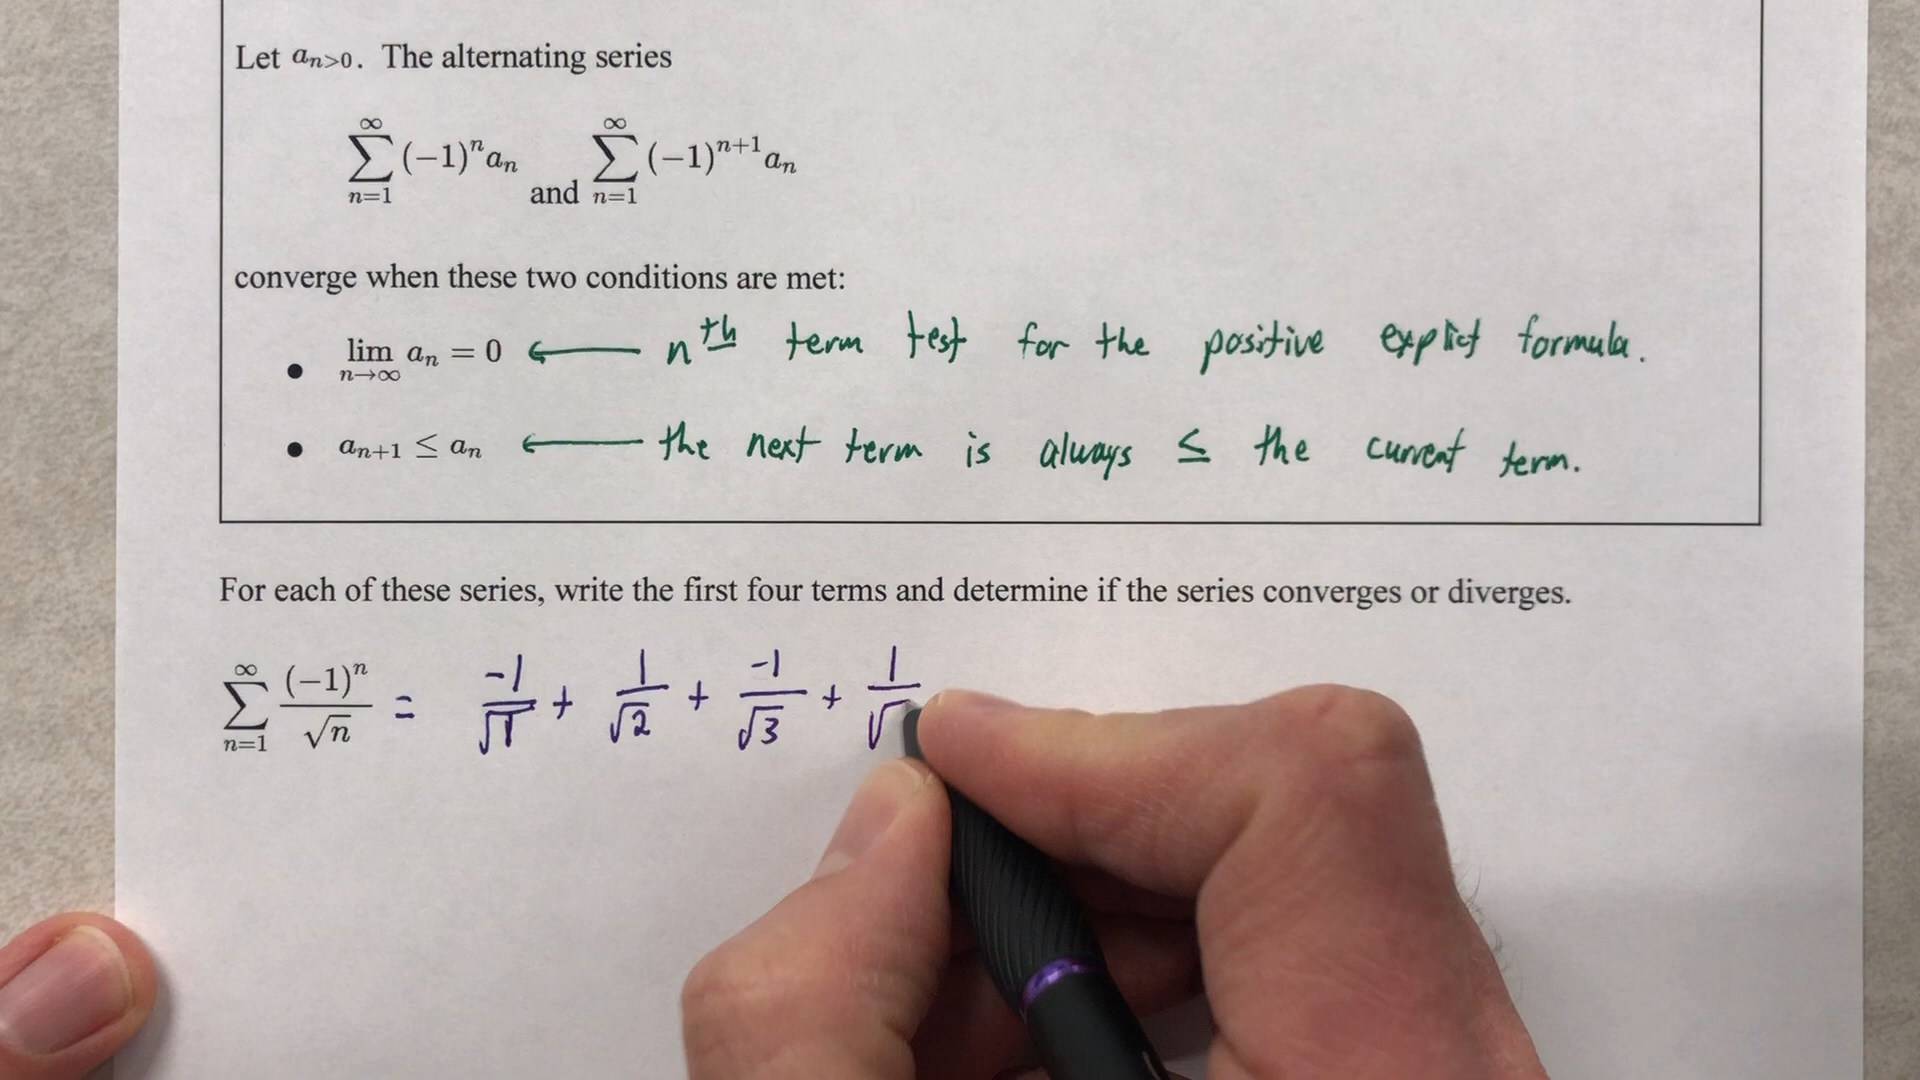 Let aₙ>₀. The alternating series
∞ ∑ n=1 (−1)ⁿaₙ and ∞ ∑ n=1 (−1)ⁿ⁺¹aₙ
converge when these two conditions are met:
• lim n→∞ aₙ = 0 ← nth term test for the positive explict formula.
• aₙ₊₁ ≤ aₙ ← the next term is always ≤ the current term.
For each of these series, write the first four terms and determine if the series converges or diverges.
∞ ∑ n=1 (−1)ⁿ/√n = -1/√1 + 1/√2 + -1/√3 + 1/√